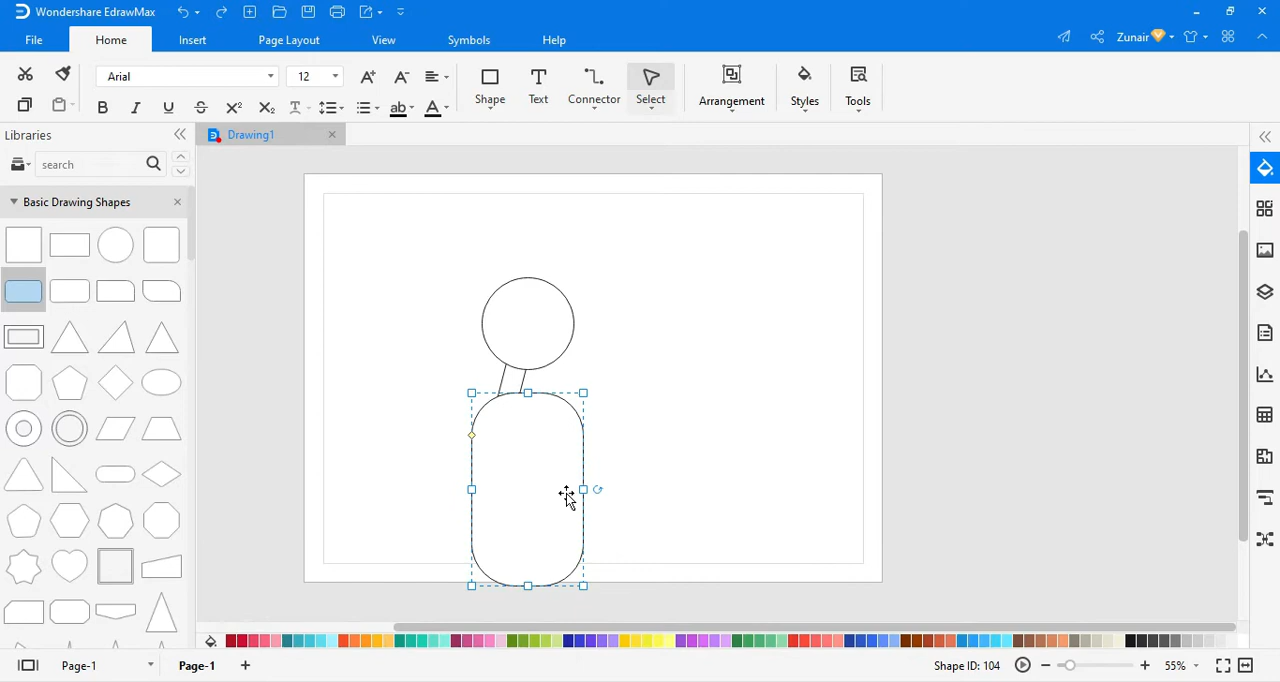 Wondershare EdrawMax
File Home Insert Page Layout View Symbols Help
Zunair
Arial 12
Shape Text Connector Select Arrangement Styles Tools
Libraries
Drawing1
search
Basic Drawing Shapes
Page-1 Page-1 Shape ID: 104 55%